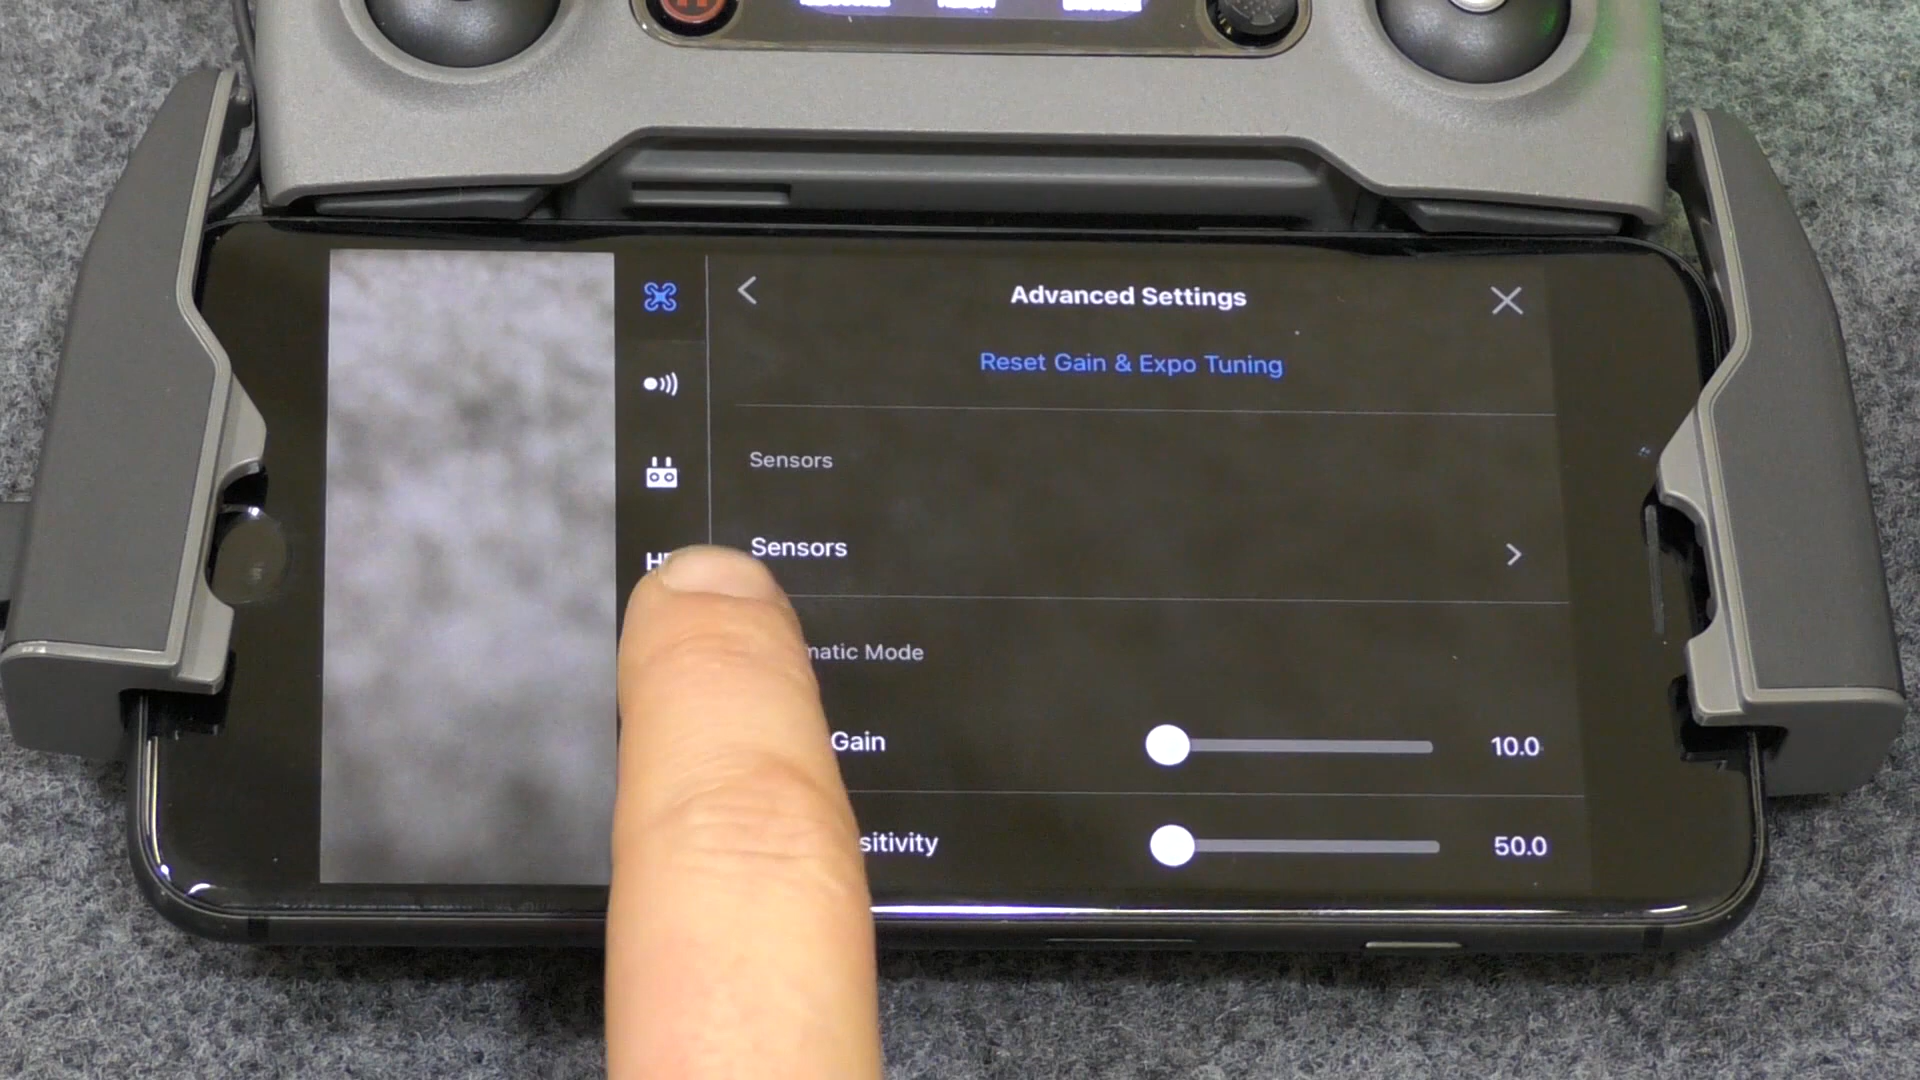 Advanced Settings
Reset Gain & Expo Tuning
Sensors
Sensors
matic Mode
Gain
10.0
sitivity
50.0